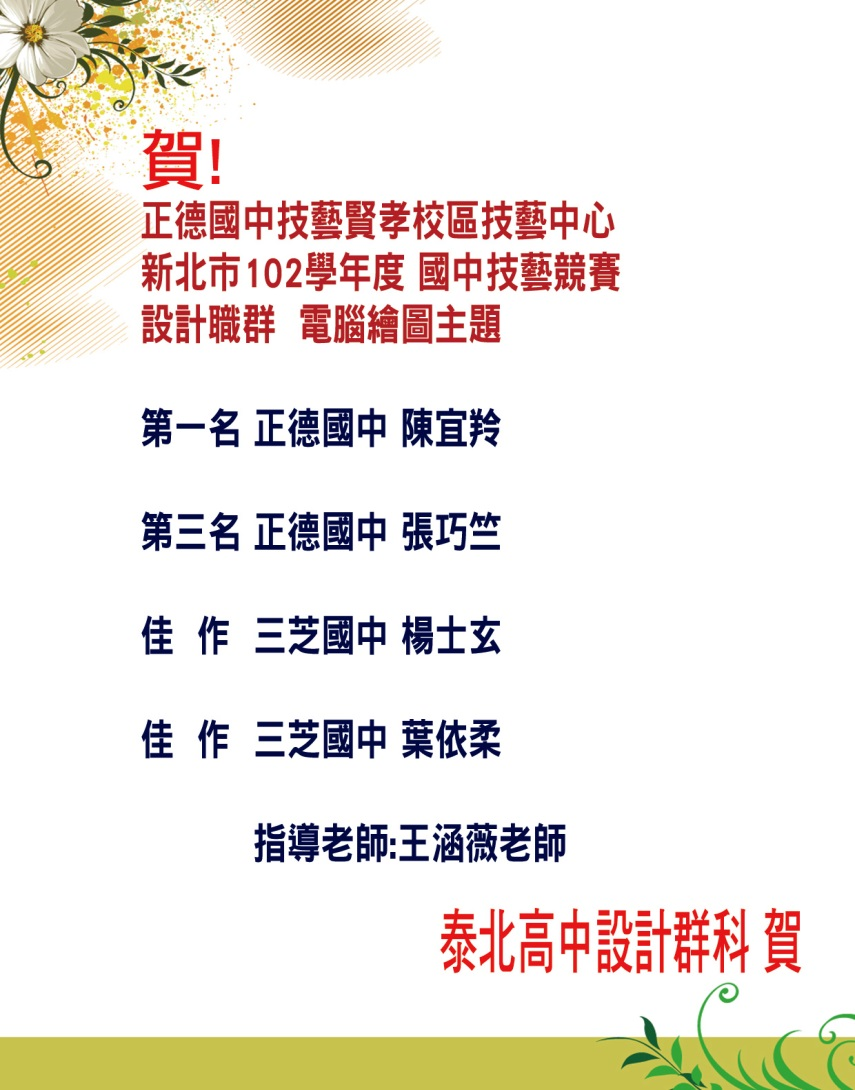 賀!
正德國中技藝賢孝校區技藝中心
新北市102學年度 國中技藝競賽
設計職群 電腦繪圖主題
第一名 正德國中 陳宜羚
第三名 正德國中 張巧竺
佳 作 三芝國中 楊士玄
佳 作 三芝國中 葉依柔
指導老師:王涵薇老師
泰北高中設計群科 賀